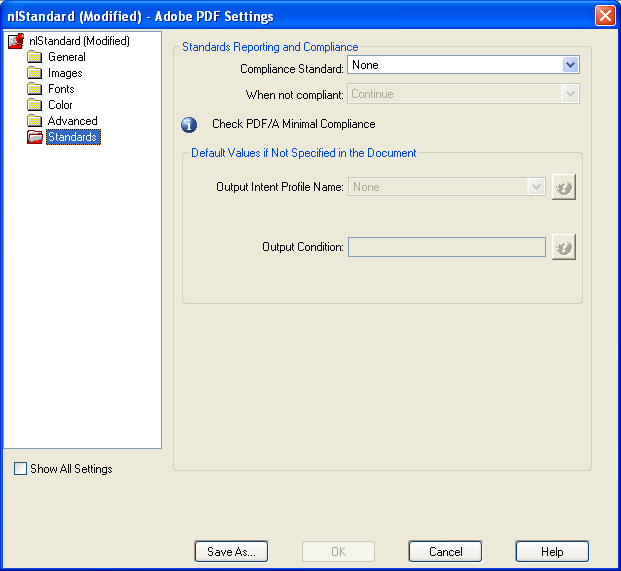 nlStandard (Modified) - Adobe PDF Settings
nlStandard (Modified)
General
Images
Fonts
Color
Advanced
Standards
Show All Settings
Standards Reporting and Compliance
Compliance Standard: None
When not compliant: Continue
Check PDF/A Minimal Compliance
Default Values if Not Specified in the Document
Output Intent Profile Name: None
Output Condition:
Save As... OK Cancel Help